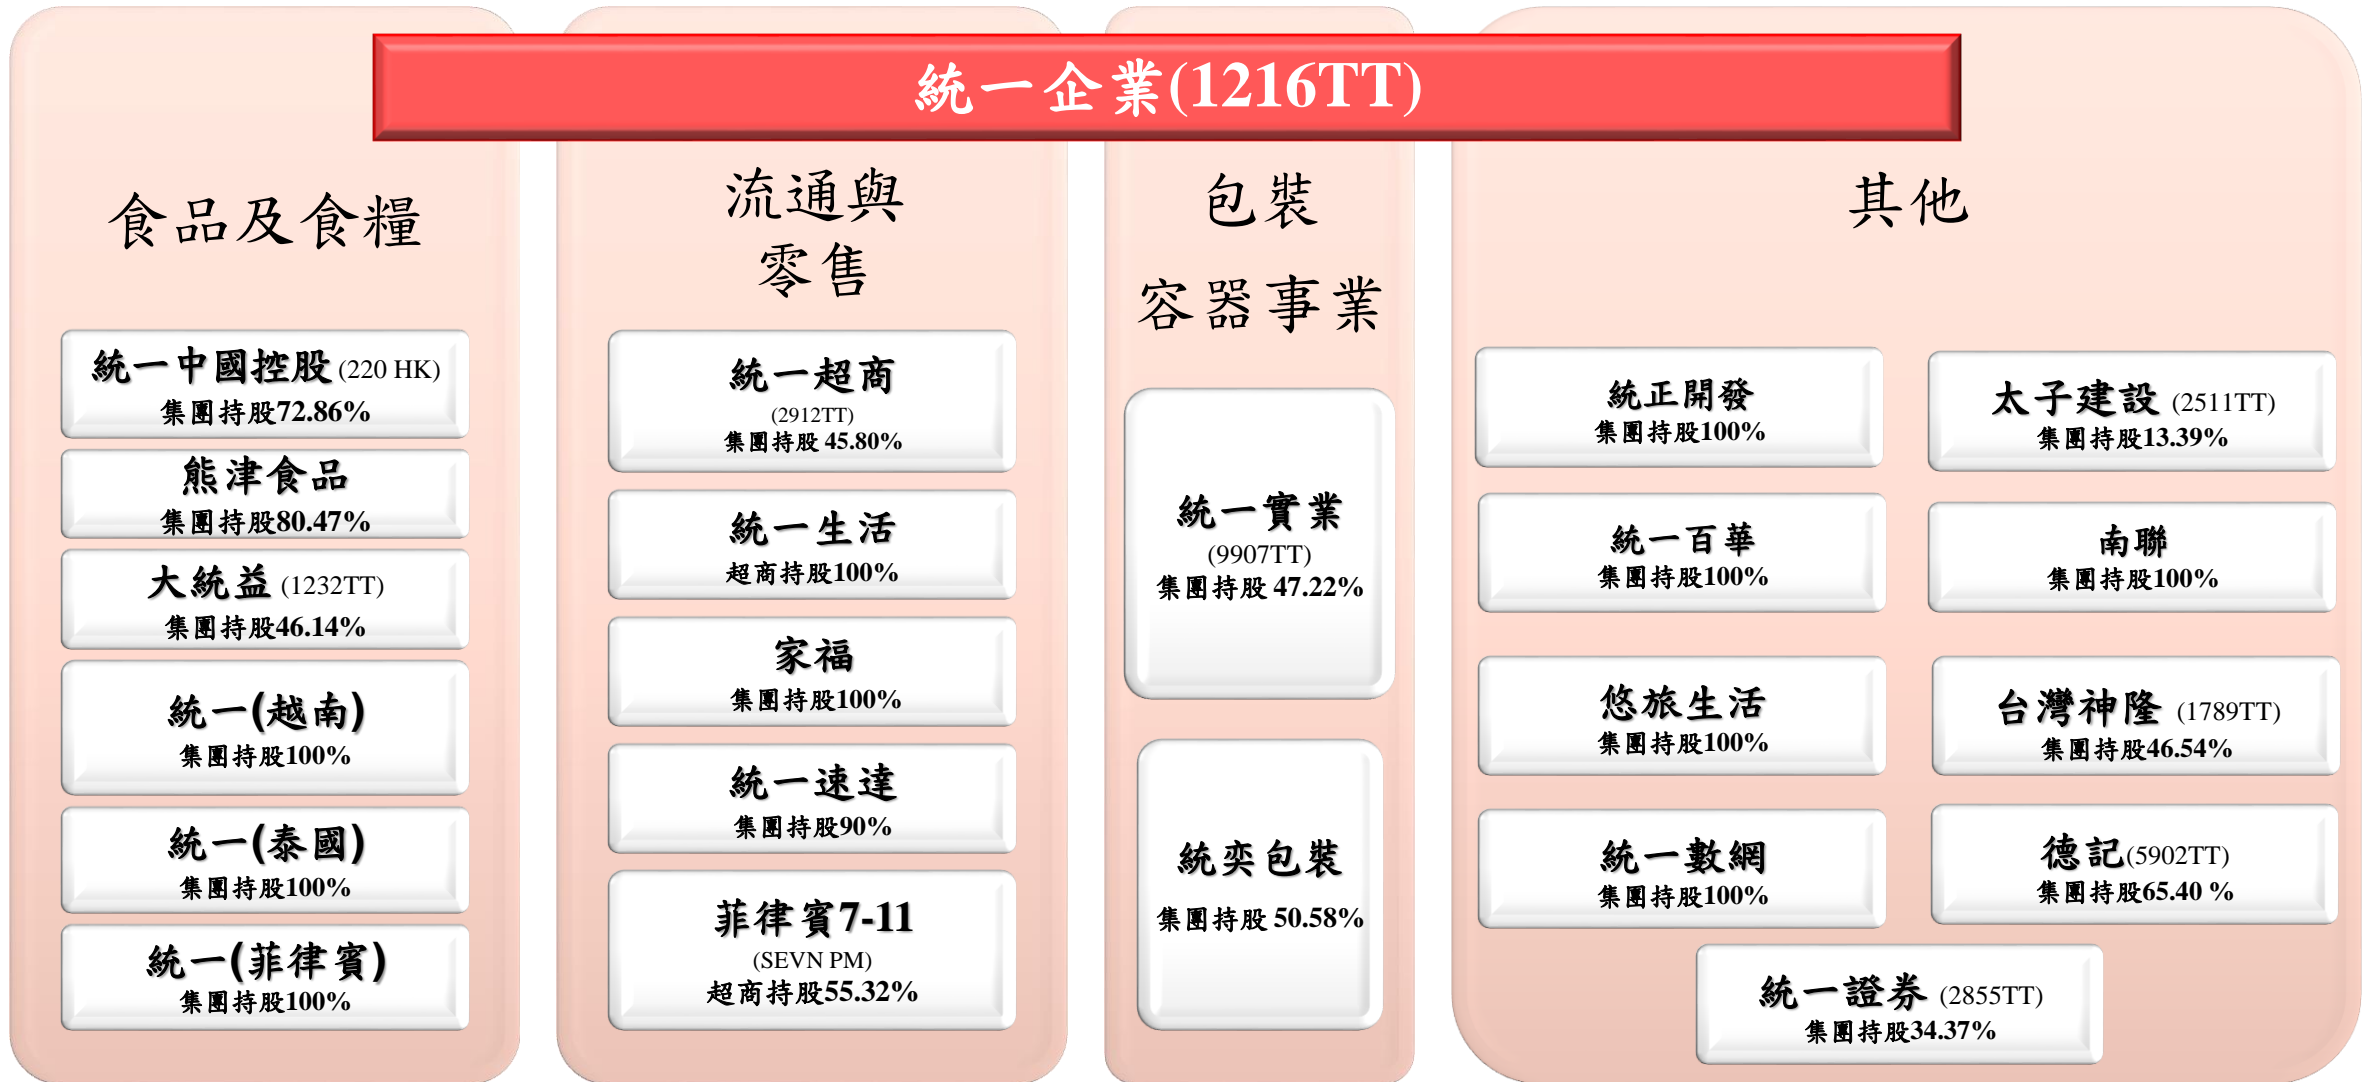 統一企業(1216TT)
食品及食糧
統一中國控股 (220 HK)
集團持股72.86%
熊津食品
集團持股80.47%
大統益 (1232TT)
集團持股46.14%
統一(越南)
集團持股100%
統一(泰國)
集團持股100%
統一(菲律賓)
集團持股100%
流通與
零售
統一超商
(2912TT)
集團持股 45.80%
統一生活
超商持股100%
家福
集團持股100%
統一速達
集團持股90%
菲律賓7-11
(SEVN PM)
超商持股55.32%
包裝
容器事業
統一實業
(9907TT)
集團持股 47.22%
統奕包裝
集團持股 50.58%
其他
統正開發
集團持股100%
太子建設 (2511TT)
集團持股13.39%
統一百華
集團持股100%
南聯
集團持股100%
悠旅生活
集團持股100%
台灣神隆 (1789TT)
集團持股46.54%
統一數網
集團持股100%
德記(5902TT)
集團持股65.40 %
統一證券 (2855TT)
集團持股34.37%